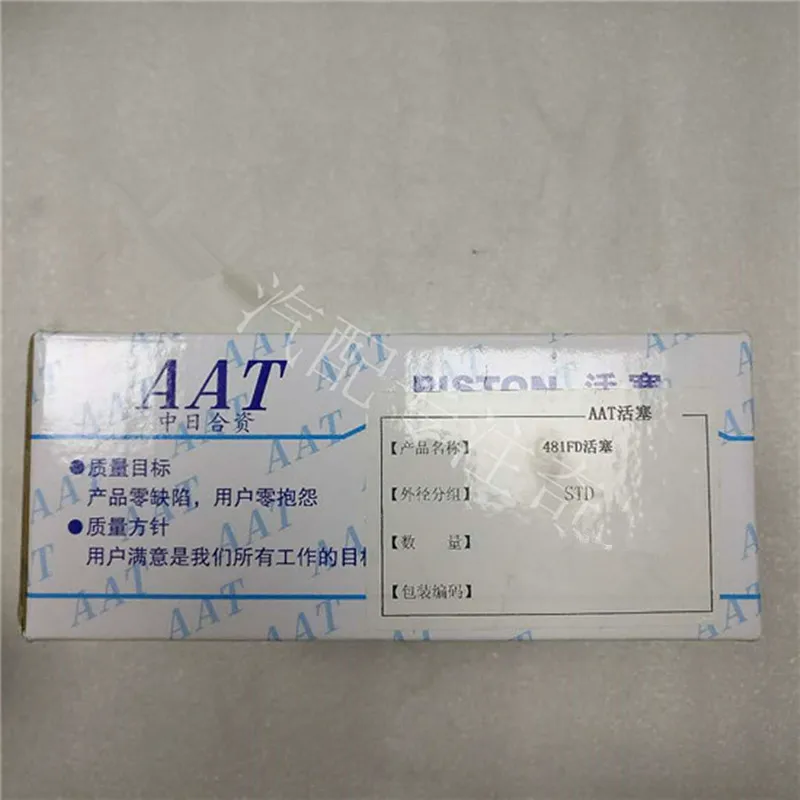 AAT
中日合资
●质量目标
产品零缺陷，用户零抱怨
●质量方针
用户满意是我们所有工作的目标
PISTON 活塞
AAT活塞
【产品名称】 481FD活塞
【外径分组】 STD
【数 量】
【包装编码】